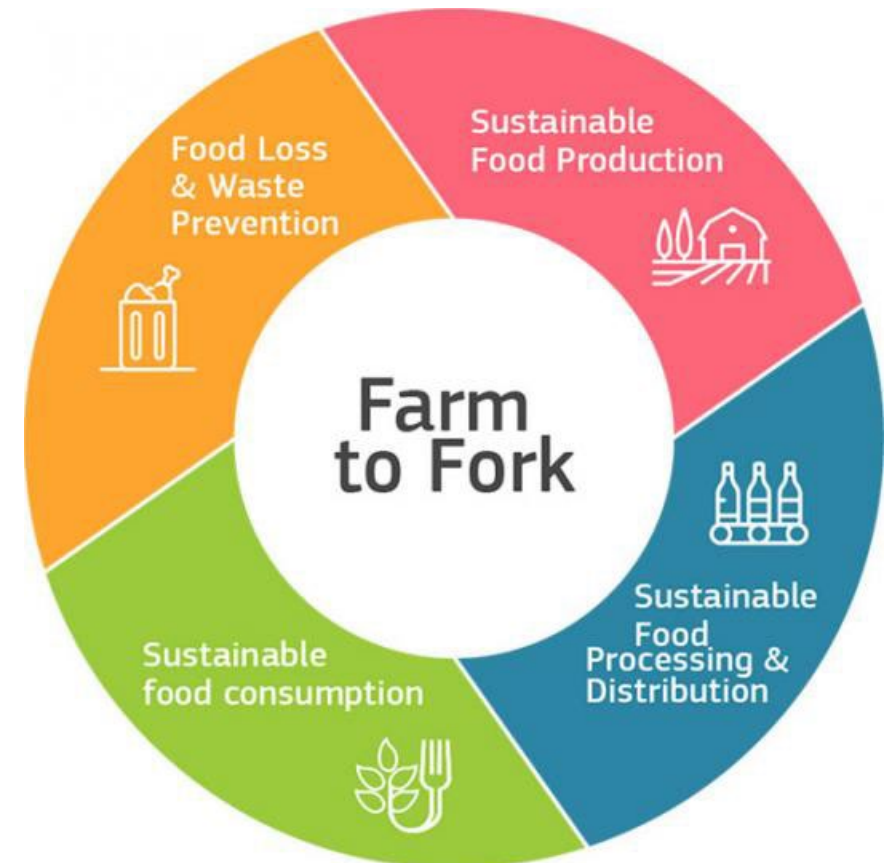 Food Loss
& Waste
Prevention
Sustainable
Food Production
Farm
to Fork
Sustainable
Food
Processing &
Distribution
Sustainable
food consumption